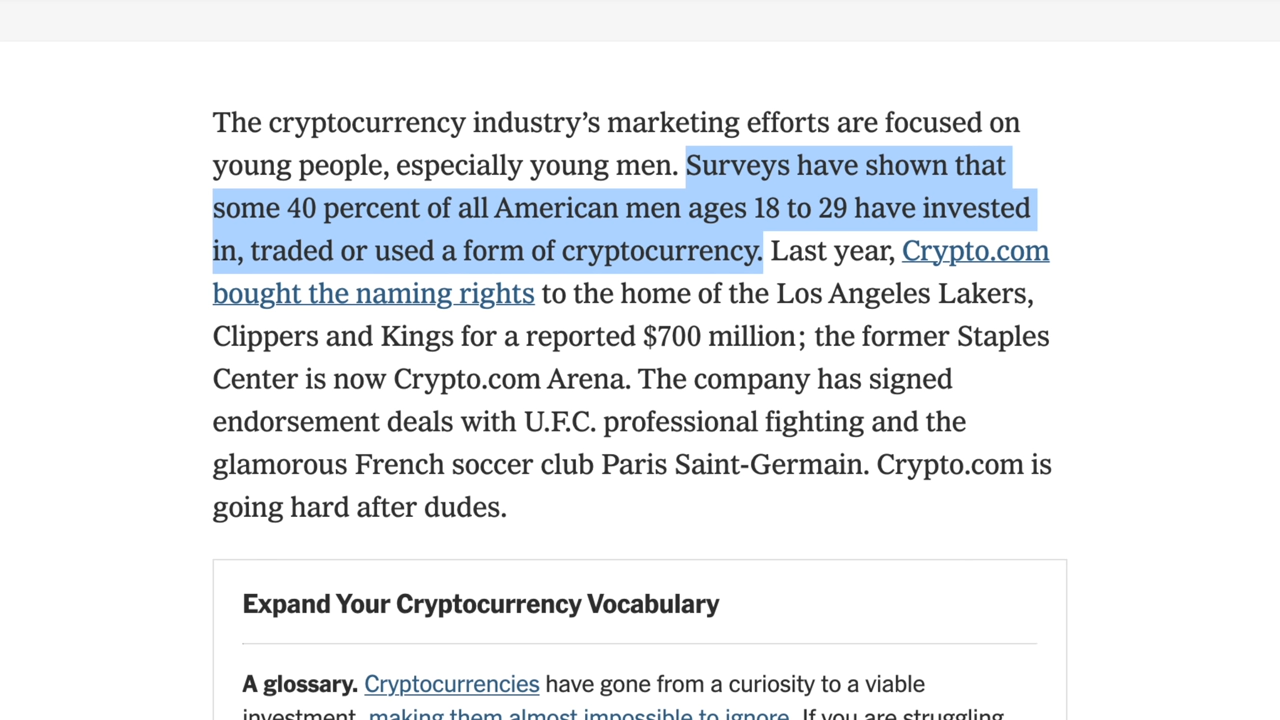 The cryptocurrency industry’s marketing efforts are focused on
young people, especially young men. Surveys have shown that
some 40 percent of all American men ages 18 to 29 have invested
in, traded or used a form of cryptocurrency. Last year, Crypto.com
bought the naming rights to the home of the Los Angeles Lakers,
Clippers and Kings for a reported $700 million; the former Staples
Center is now Crypto.com Arena. The company has signed
endorsement deals with U.F.C. professional fighting and the
glamorous French soccer club Paris Saint-Germain. Crypto.com is
going hard after dudes.
Expand Your Cryptocurrency Vocabulary
A glossary. Cryptocurrencies have gone from a curiosity to a viable
investment, making them almost impossible to ignore. If you are struggling